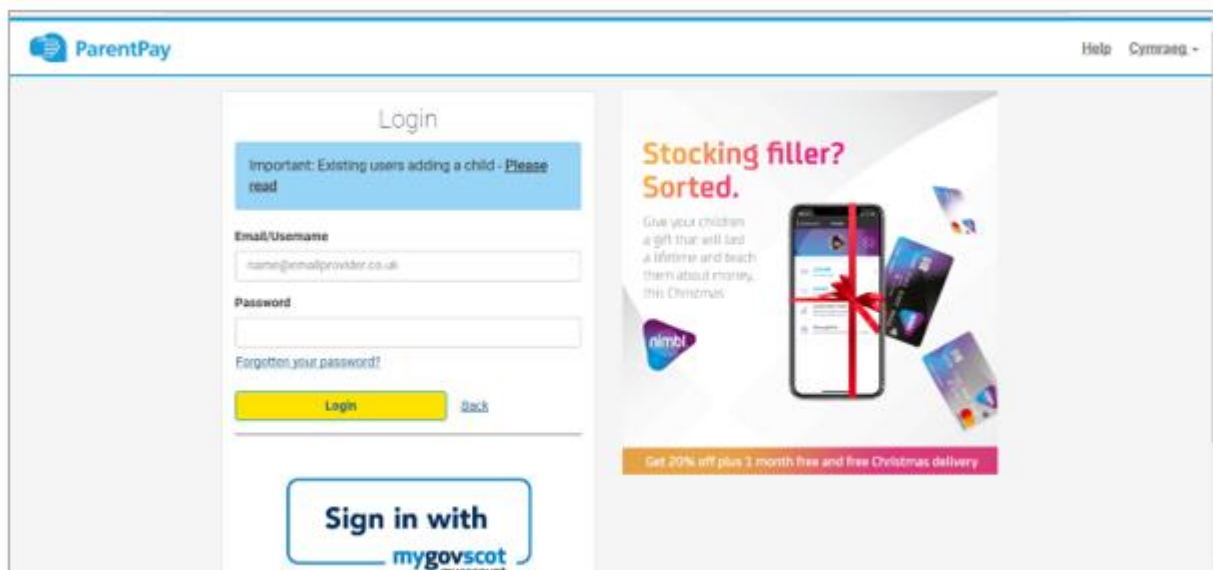 ParentPay
Help Cymraeg
Login
Important: Existing users adding a child - Please
read
Email/Username
name@emailprovider.co.uk
Password
Forgotten your password?
Login Back
Sign in with
mygovscot
myaccount
Stocking filler?
Sorted.
Give your children
a gift that will last
a lifetime and teach
them about money,
this Christmas
nimbl
Get 20% off plus 1 month free and free Christmas delivery